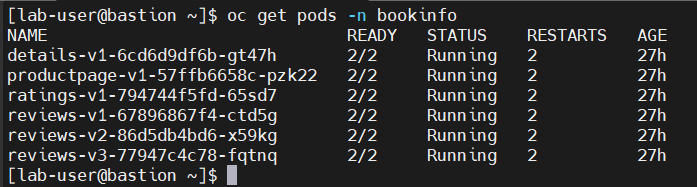 [lab-user@bastion ~]$ oc get pods -n bookinfo
NAME READY STATUS RESTARTS AGE
details-v1-6cd6d9df6b-gt47h 2/2 Running 2 27h
productpage-v1-57ffb6658c-pzk22 2/2 Running 2 27h
ratings-v1-794744f5fd-65sd7 2/2 Running 2 27h
reviews-v1-67896867f4-ctd5g 2/2 Running 2 27h
reviews-v2-86d5db4bd6-x59kg 2/2 Running 2 27h
reviews-v3-77947c4c78-fqtnq 2/2 Running 2 27h
[lab-user@bastion ~]$